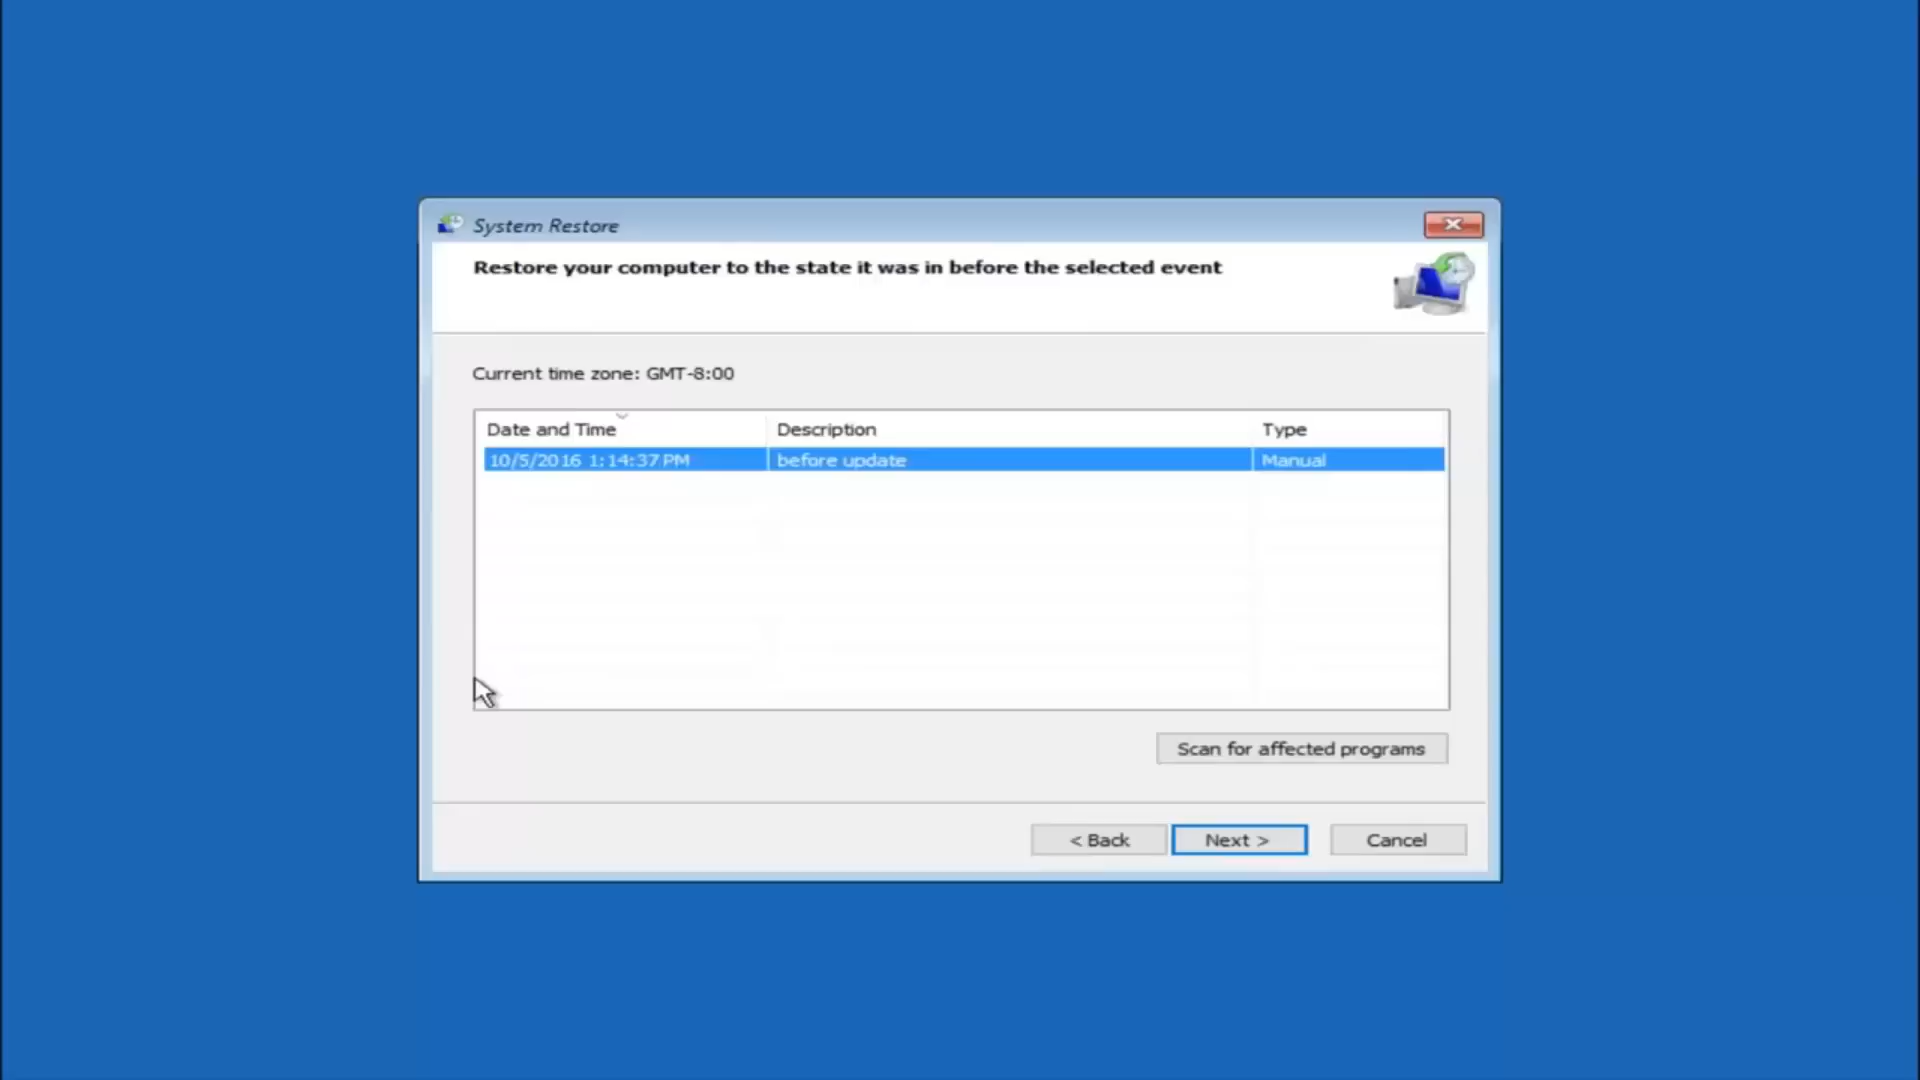 System Restore
Restore your computer to the state it was in before the selected event
Current time zone: GMT-8:00
Date and Time Description Type
10/5/2016 1:14:37 PM before update Manual
Scan for affected programs
< Back Next > Cancel